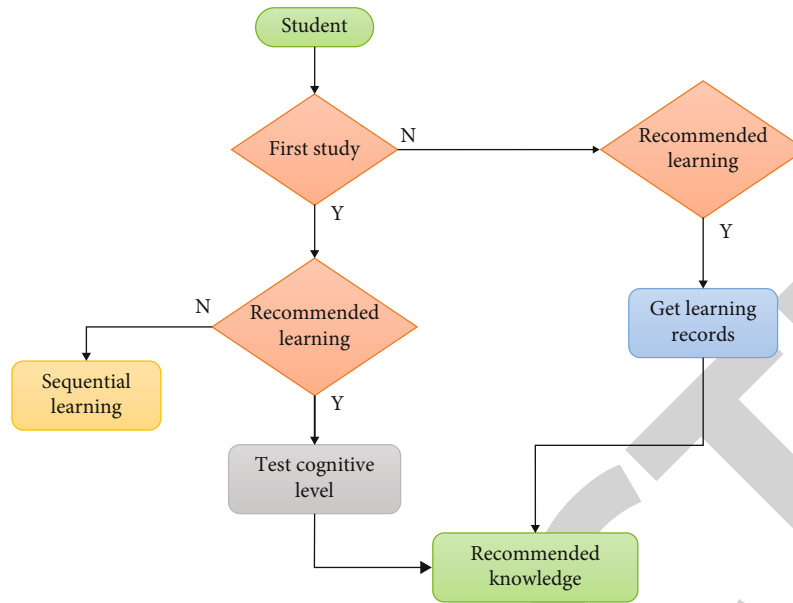 Student
First study
N
Recommended
learning
Y
Y
N
Recommended
learning
Get learning
records
Sequential
learning
Y
Test cognitive
level
Recommended
knowledge